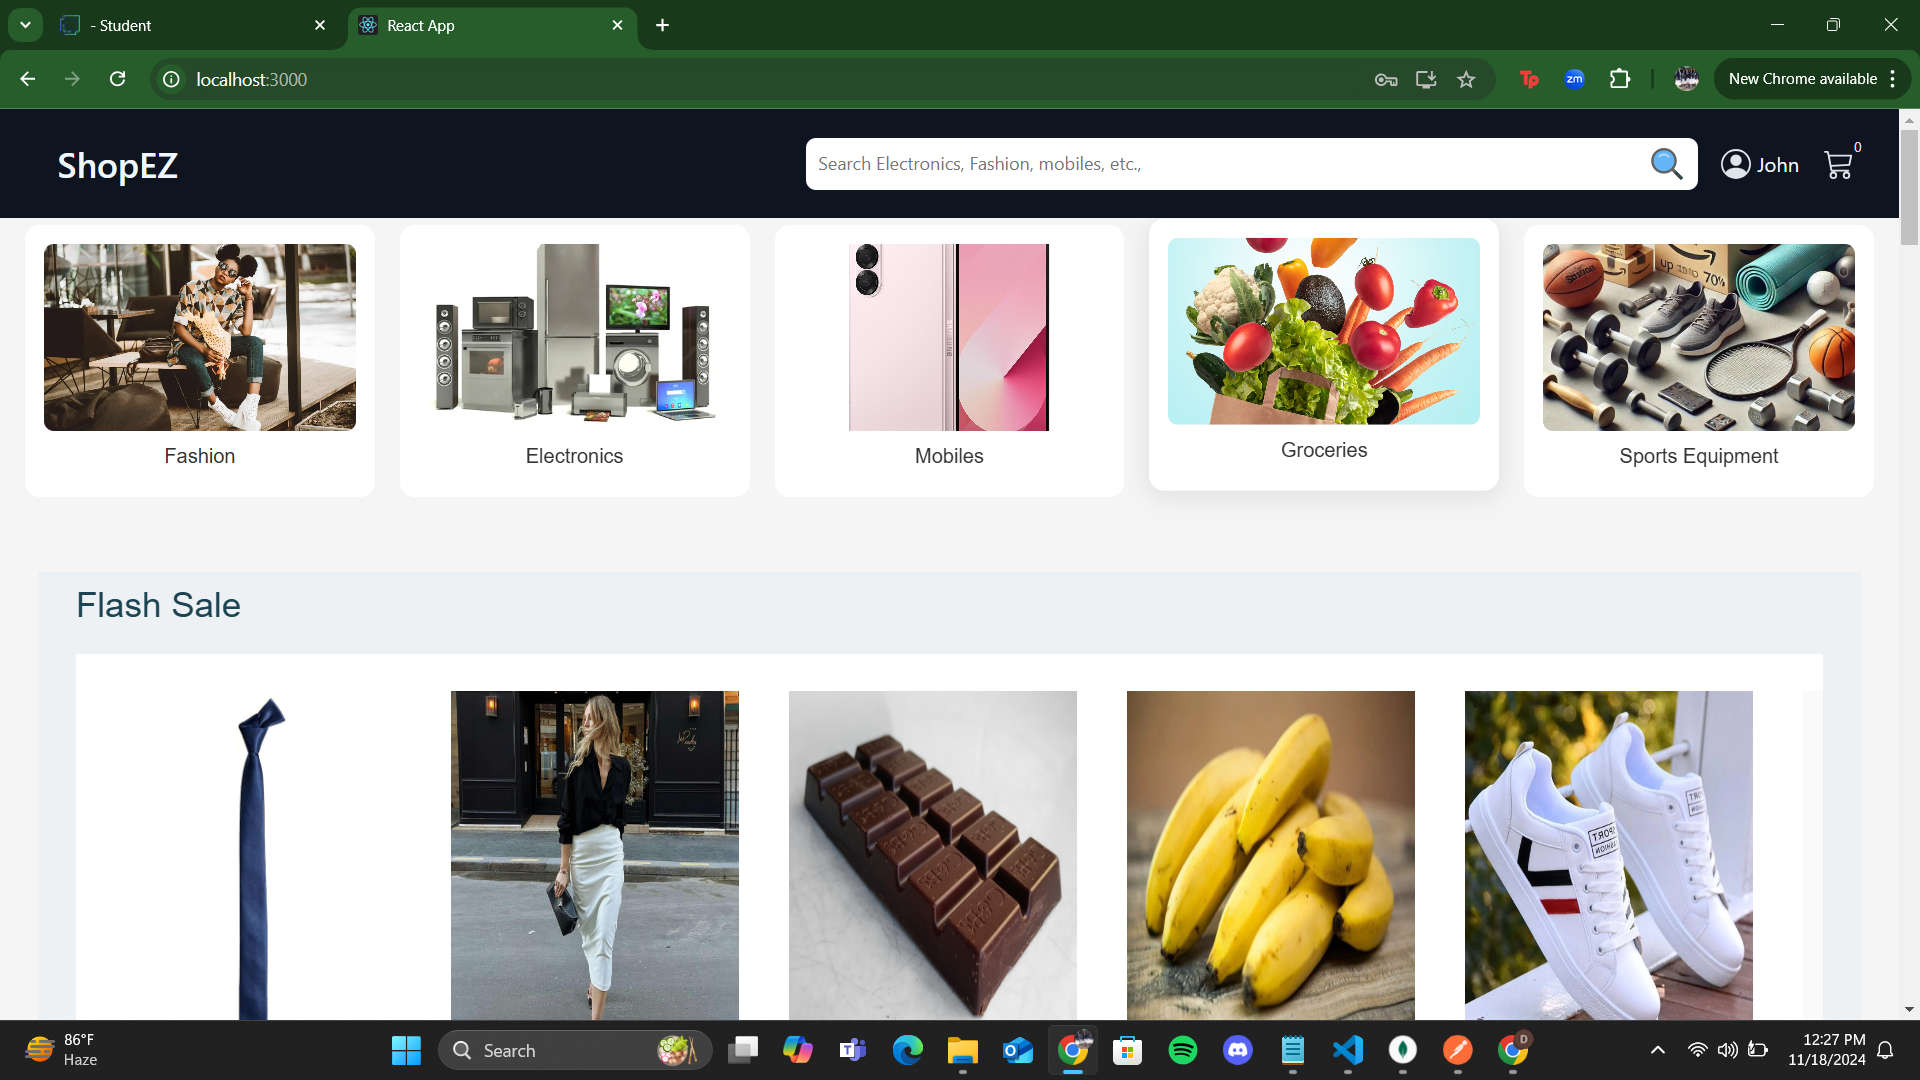 - Student
React App
localhost:3000
New Chrome available
ShopEZ
Search Electronics, Fashion, mobiles, etc.,
John
0
Fashion
Electronics
Mobiles
Groceries
Sports Equipment
Flash Sale
86°F
Haze
Search
12:27 PM
11/18/2024